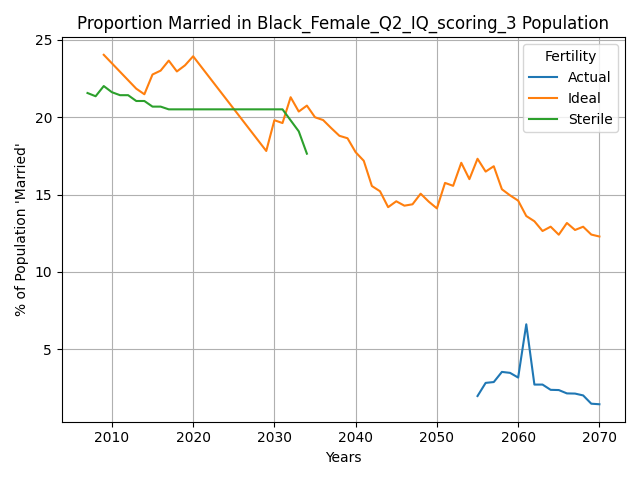 Proportion Married in Black_Female_Q2_IQ_scoring_3 Population
% of Population 'Married'
25
20
15
10
5
Fertility
Actual
Ideal
Sterile
2010 2020 2030 2040 2050 2060 2070
Years